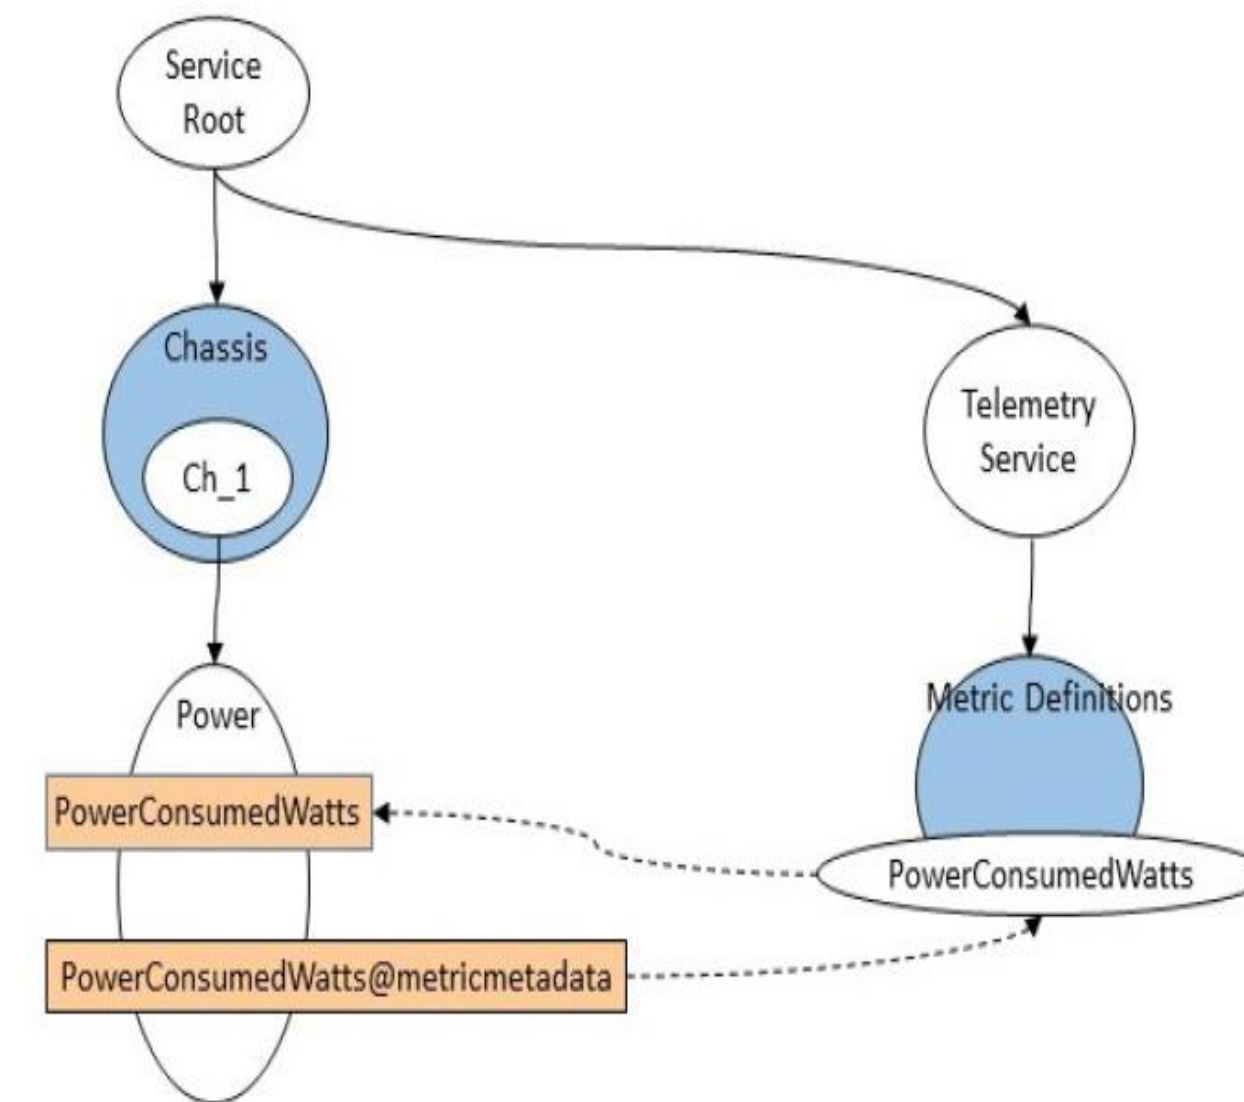 Service
Root
Chassis
Ch_1
Telemetry
Service
Power
Metric Definitions
PowerConsumedWatts
PowerConsumedWatts
PowerConsumedWatts@metricmetadata